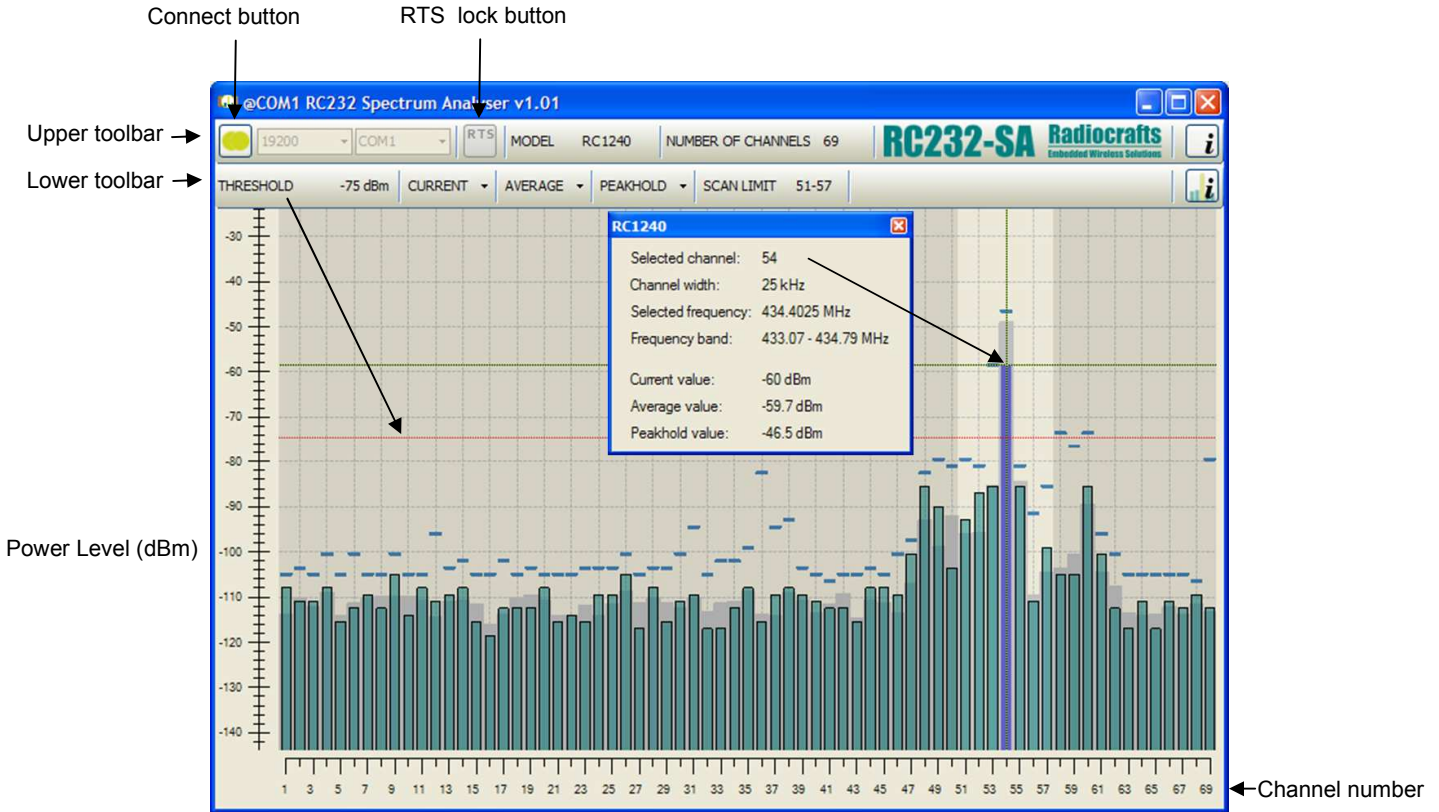 Connect button
RTS lock button
@COM1 RC232 Spectrum Analyser v1.01
Upper toolbar
19200
COM1
RTS
MODEL RC1240
NUMBER OF CHANNELS 69
RC232-SA
Radiocrafts
Embedded Wireless Solutions
i
Lower toolbar
THRESHOLD -75 dBm
CURRENT
AVERAGE
PEAKHOLD
SCAN LIMIT 51-57
i
RC1240
Selected channel: 54
Channel width: 25 kHz
Selected frequency: 434.4025 MHz
Frequency band: 433.07 - 434.79 MHz
Current value: -60 dBm
Average value: -59.7 dBm
Peakhold value: -46.5 dBm
-30
-40
-50
-60
-70
-80
-90
-100
-110
-120
-130
-140
Power Level (dBm)
1 3 5 7 9 11 13 15 17 19 21 23 25 27 29 31 33 35 37 39 41 43 45 47 49 51 53 55 57 59 61 63 65 67 69
Channel number